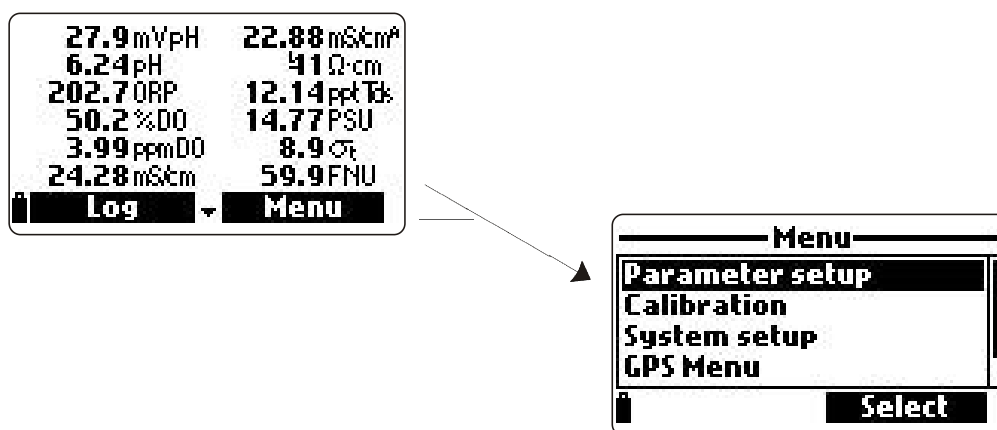 27.9 mVpH 22.88 mS/cmᴬ
6.24 pH 41 Ω·cm
202.7 ORP 12.14 ppt Tds
50.2 %DO 14.77 PSU
3.99 ppmDO 8.9 σt
24.28 mS/cm 59.9 FNU
Log Menu
Menu
Parameter setup
Calibration
System setup
GPS Menu
Select